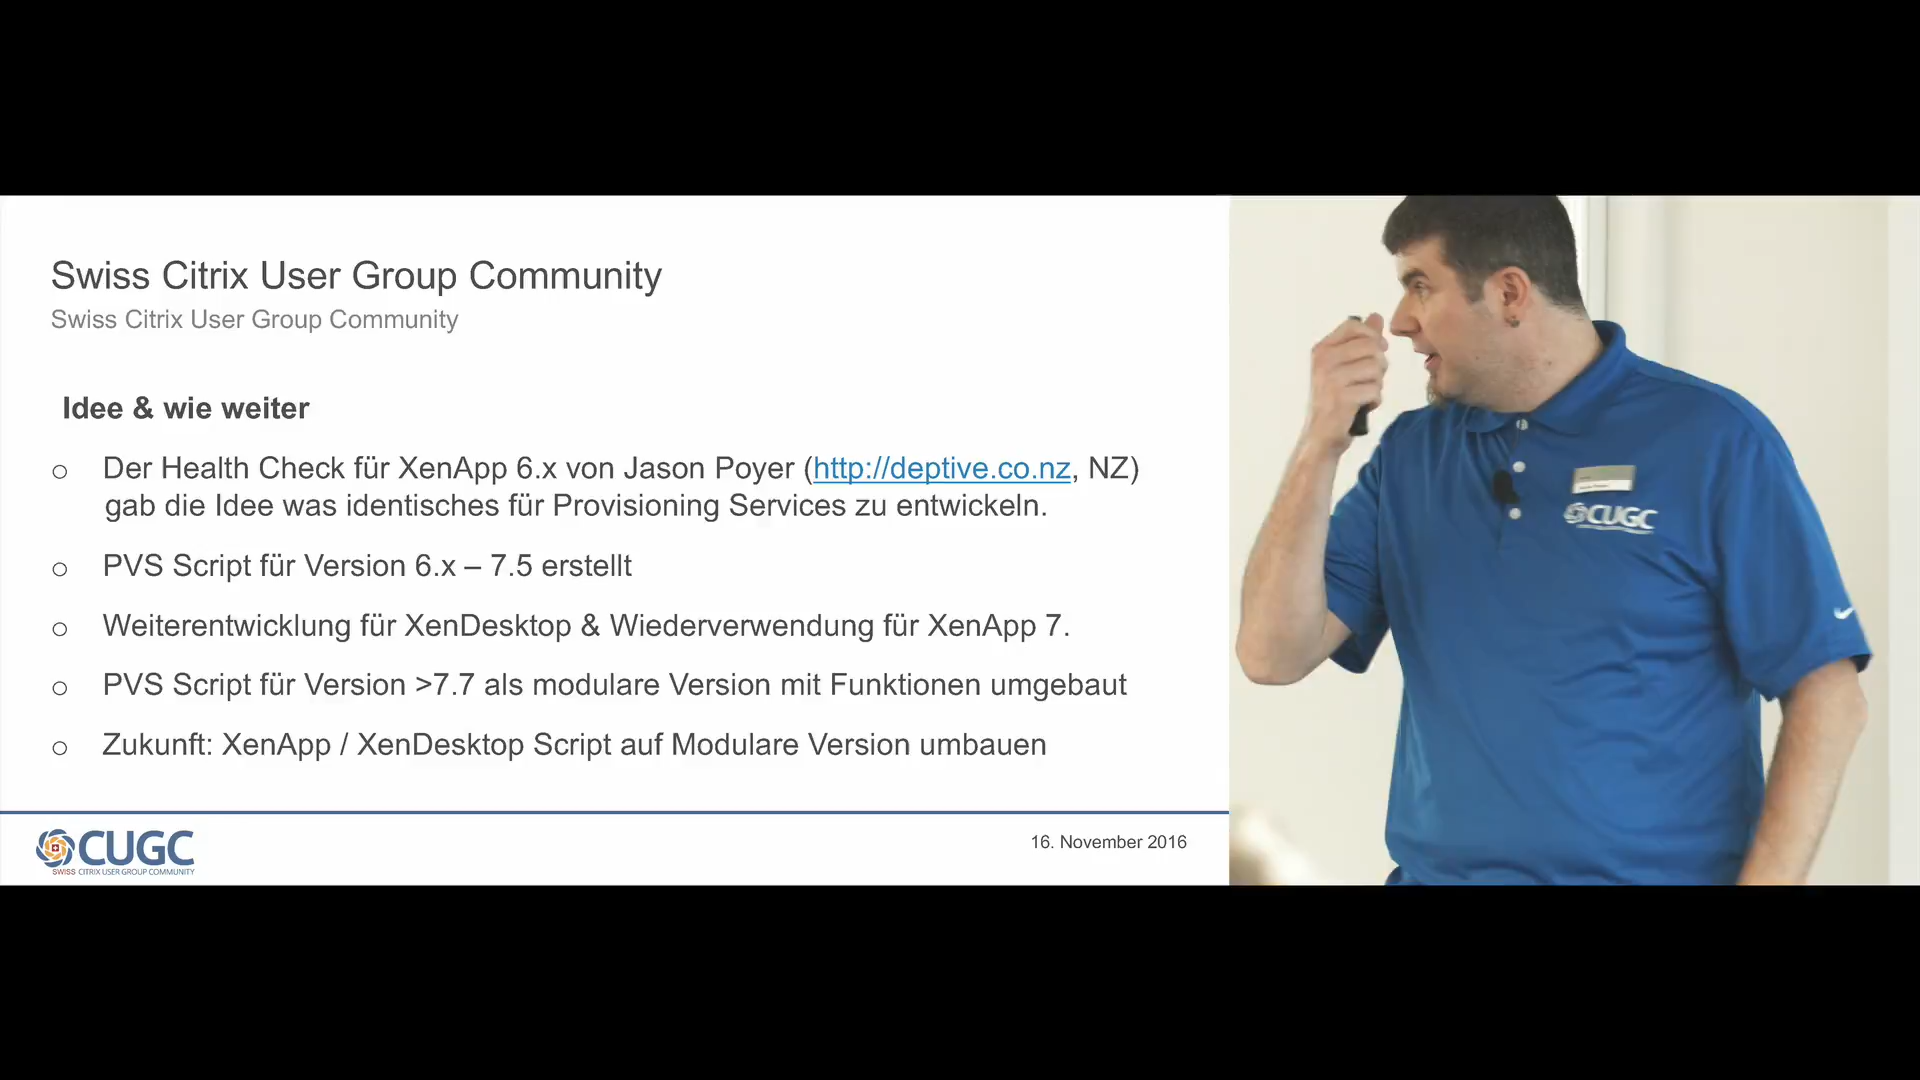 Swiss Citrix User Group Community
Swiss Citrix User Group Community
Idee & wie weiter
o Der Health Check für XenApp 6.x von Jason Poyer (http://deptive.co.nz, NZ)
gab die Idee was identisches für Provisioning Services zu entwickeln.
o PVS Script für Version 6.x – 7.5 erstellt
o Weiterentwicklung für XenDesktop & Wiederverwendung für XenApp 7.
o PVS Script für Version >7.7 als modulare Version mit Funktionen umgebaut
o Zukunft: XenApp / XenDesktop Script auf Modulare Version umbauen
CUGC
SWISS CITRIX USER GROUP COMMUNITY
16. November 2016
CUGC